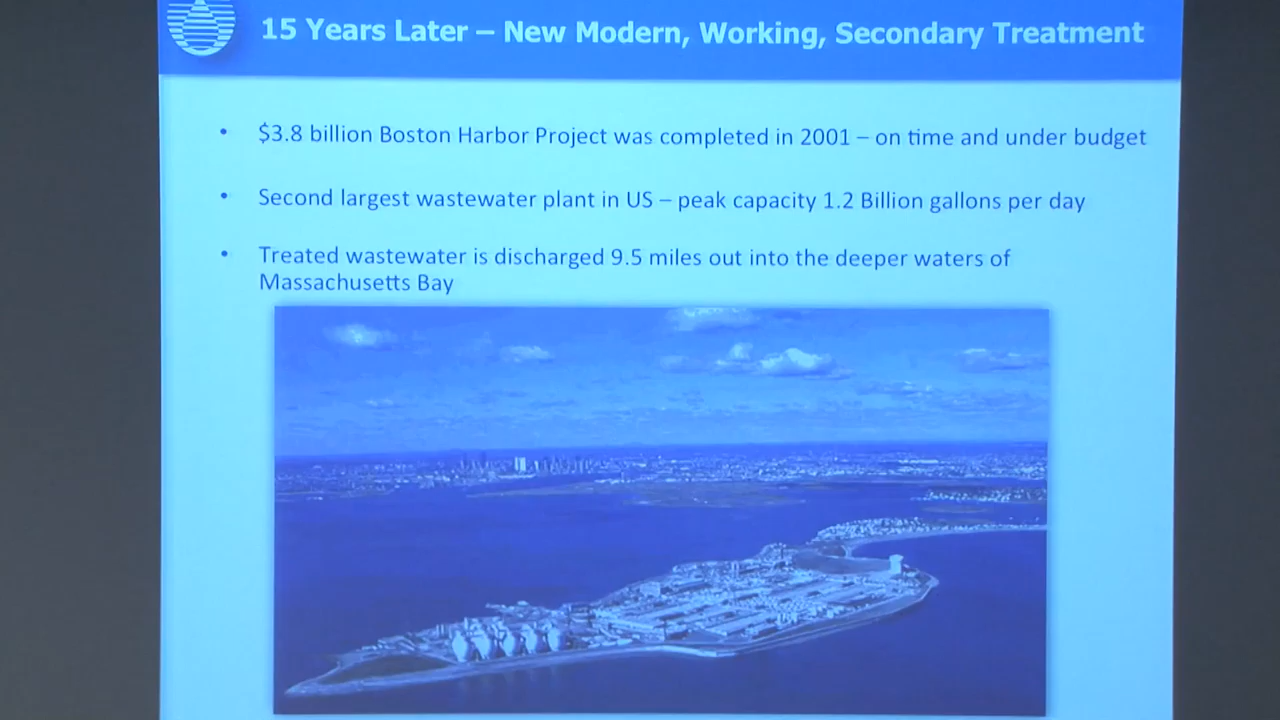 15 Years Later – New Modern, Working, Secondary Treatment
• $3.8 billion Boston Harbor Project was completed in 2001 – on time and under budget
• Second largest wastewater plant in US – peak capacity 1.2 Billion gallons per day
• Treated wastewater is discharged 9.5 miles out into the deeper waters of
Massachusetts Bay